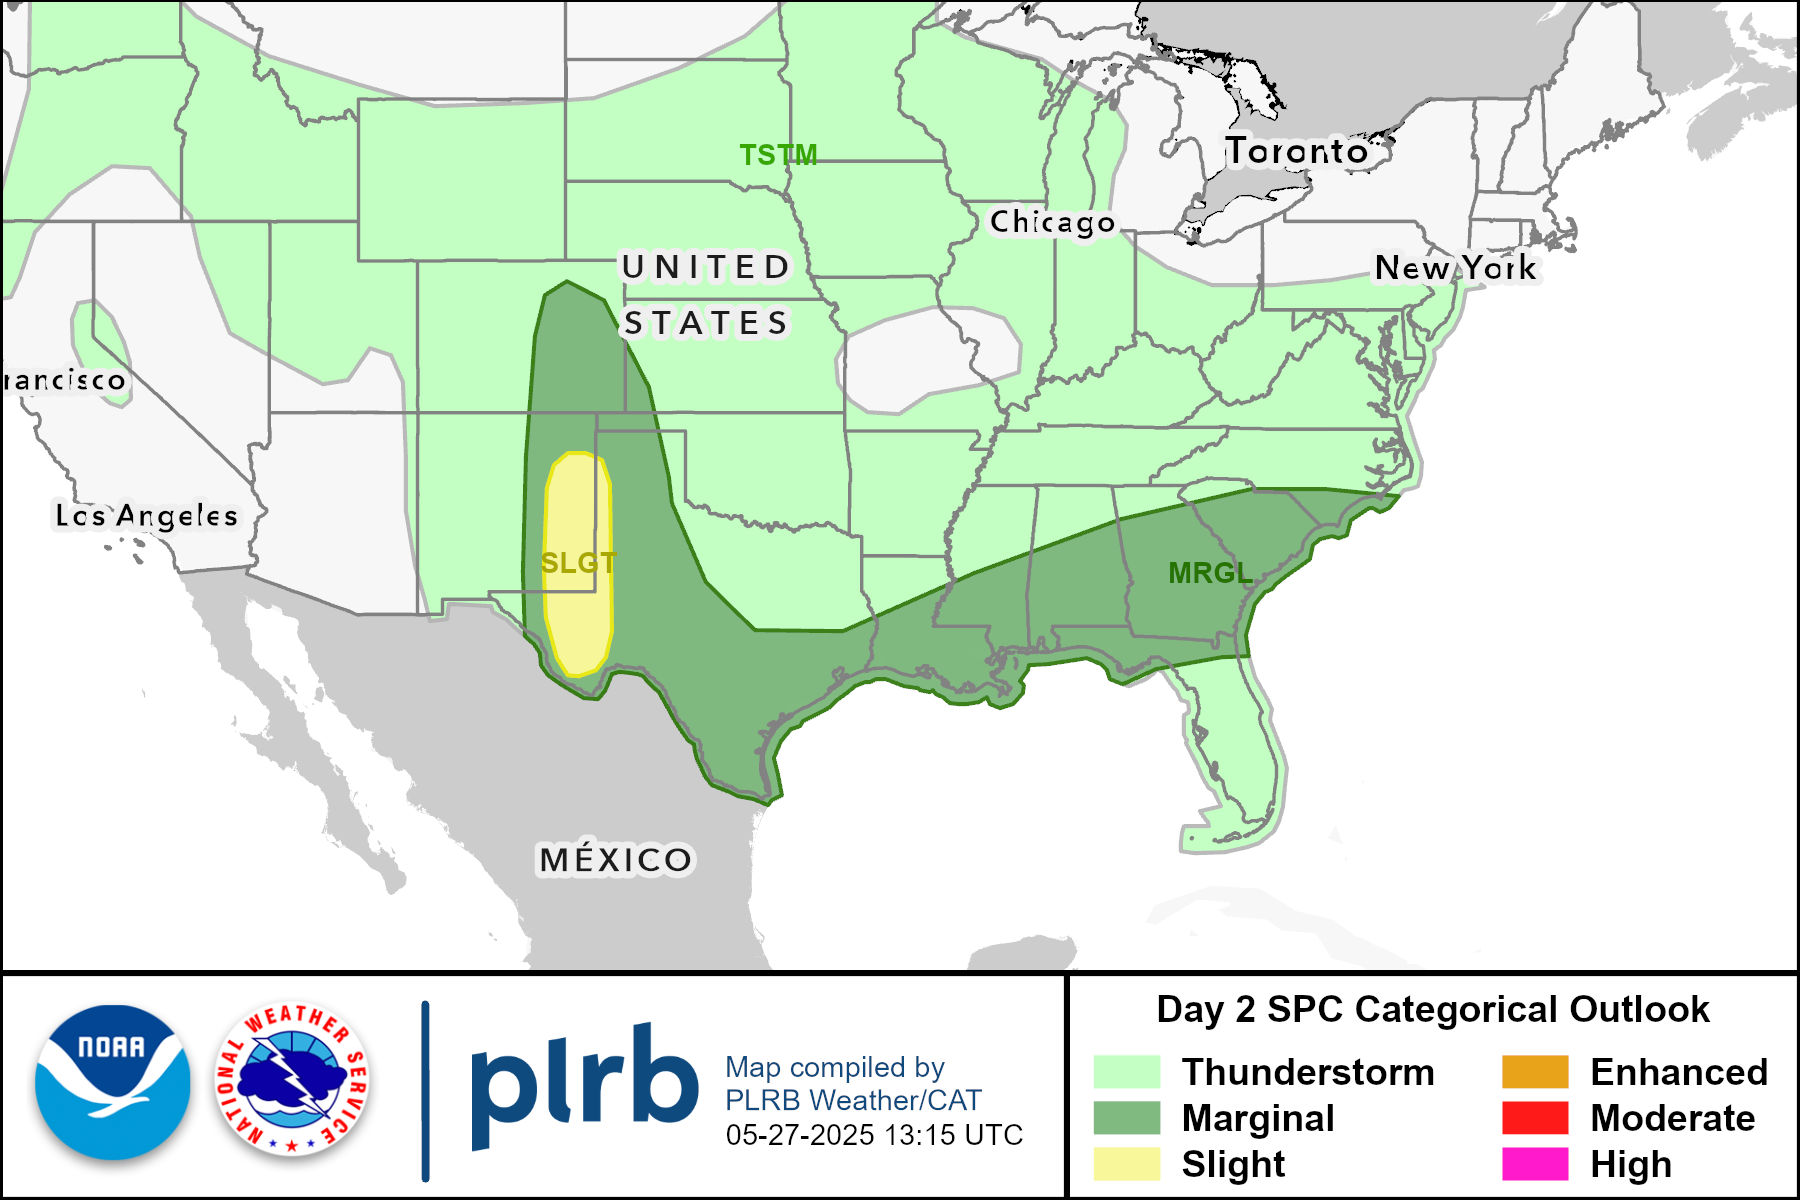 TSTM
Toronto
Chicago
UNITED
STATES
New York
rancisco
Los Angeles
SLGT
MRGL
MÉXICO
NOAA
NATIONAL WEATHER SERVICE
plrb
Map compiled by
PLRB Weather/CAT
05-27-2025 13:15 UTC
Day 2 SPC Categorical Outlook
Thunderstorm
Marginal
Slight
Enhanced
Moderate
High